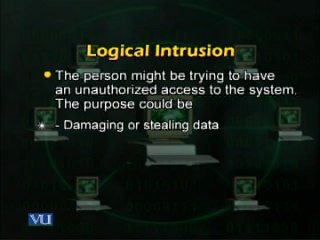 Logical Intrusion
The person might be trying to have
an unauthorized access to the system.
The purpose could be
- Damaging or stealing data
VU